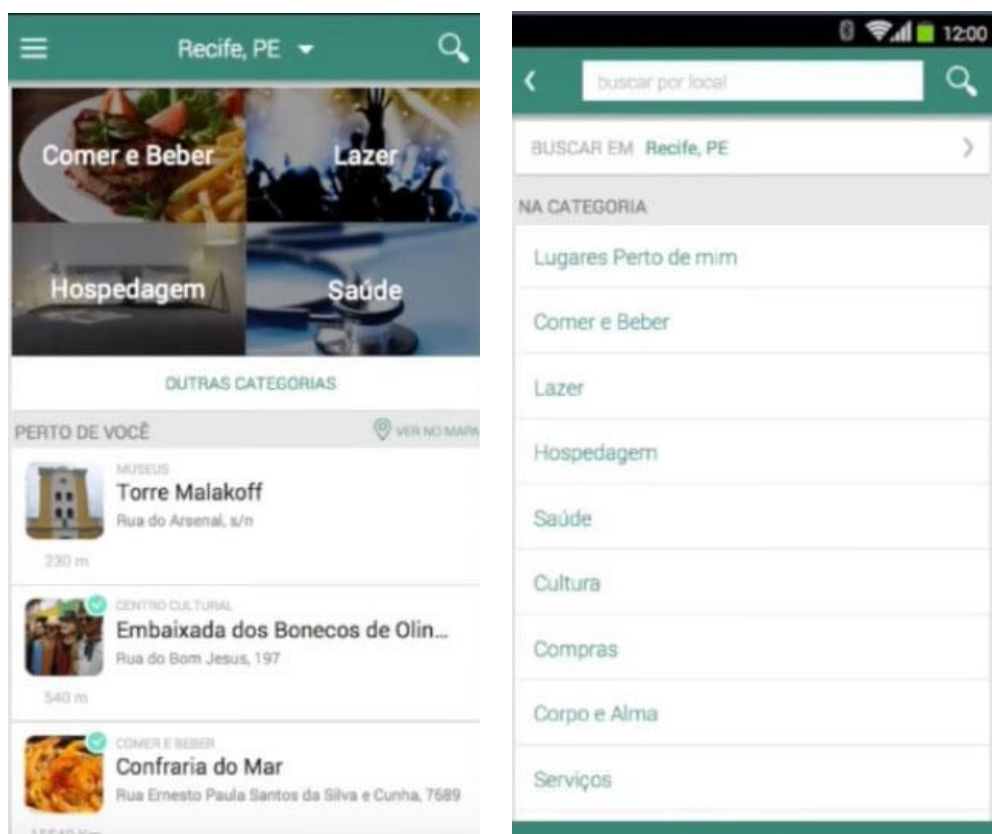 Recife, PE
Comer e Beber
Lazer
Hospedagem
Saúde
OUTRAS CATEGORIAS
PERTO DE VOCÊ
VER NO MAPA
MUSEUS
Torre Malakoff
Rua do Arsenal, s/n
230 m
CENTRO CULTURAL
Embaixada dos Bonecos de Olin...
Rua do Bom Jesus, 197
540 m
COMER E BEBER
Confraria do Mar
Rua Ernesto Paula Santos da Silva e Cunha, 7689
12:00
buscar por local
BUSCAR EM Recife, PE
NA CATEGORIA
Lugares Perto de mim
Comer e Beber
Lazer
Hospedagem
Saúde
Cultura
Compras
Corpo e Alma
Serviços